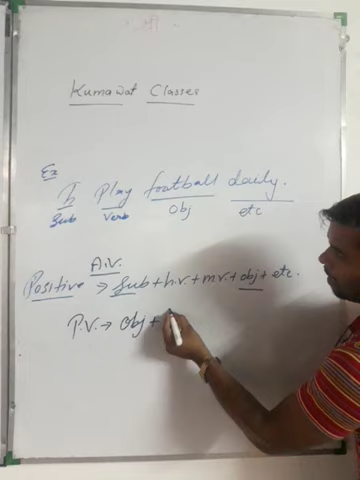 Kumawat Classes
Ex
I play football daily.
Sub Verb Obj etc
A.V.
Positive → Sub + h.v. + m.v. + obj + etc.
P.V. → Obj +